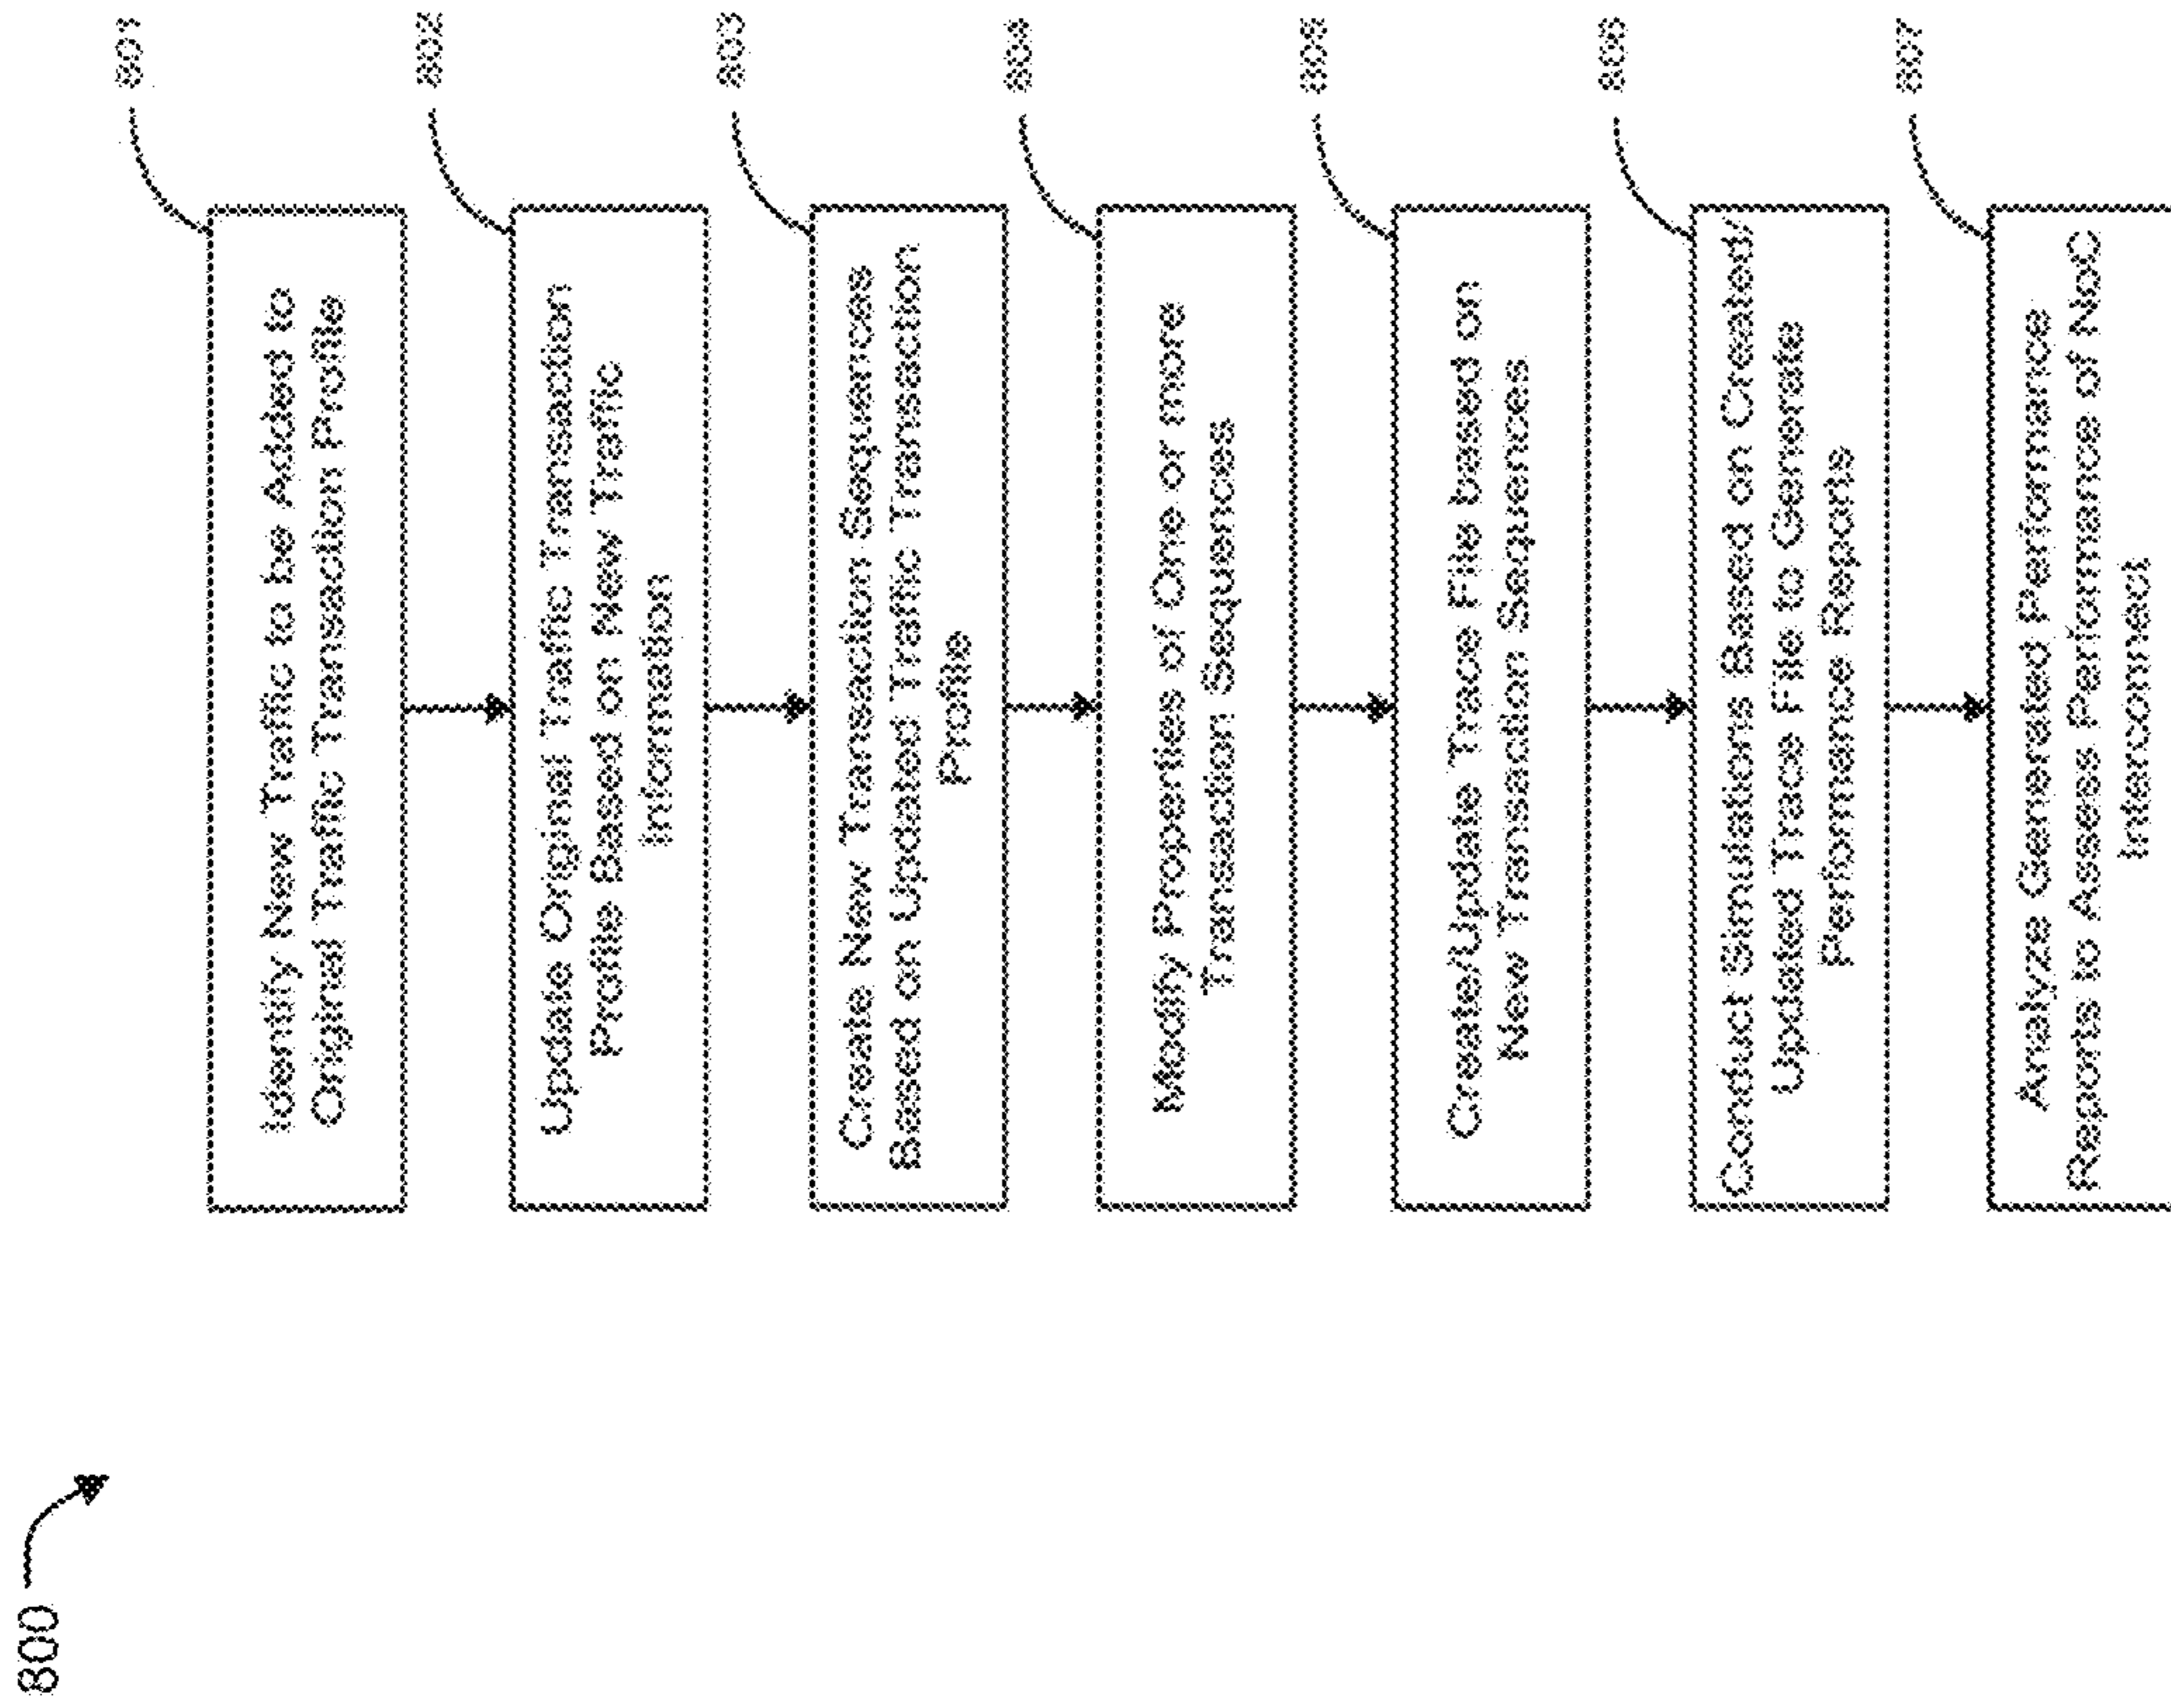 800
801
Identify New Traffic to be Added to
Original Traffic Transaction Profile
802
Update Original Traffic Transaction
Profile Based on New Traffic
Information
803
Create New Transaction Sequences
Based on Updated Traffic Transaction
Profile
804
Modify Properties of One or more
Transaction Sequences
805
Create/Update Trace File based on
New Transaction Sequences
806
Conduct Simulations Based on Created/
Updated Trace File to Generate
Performance Reports
807
Analyze Generated Performance
Reports to Assess Performance of NoC
Interconnect